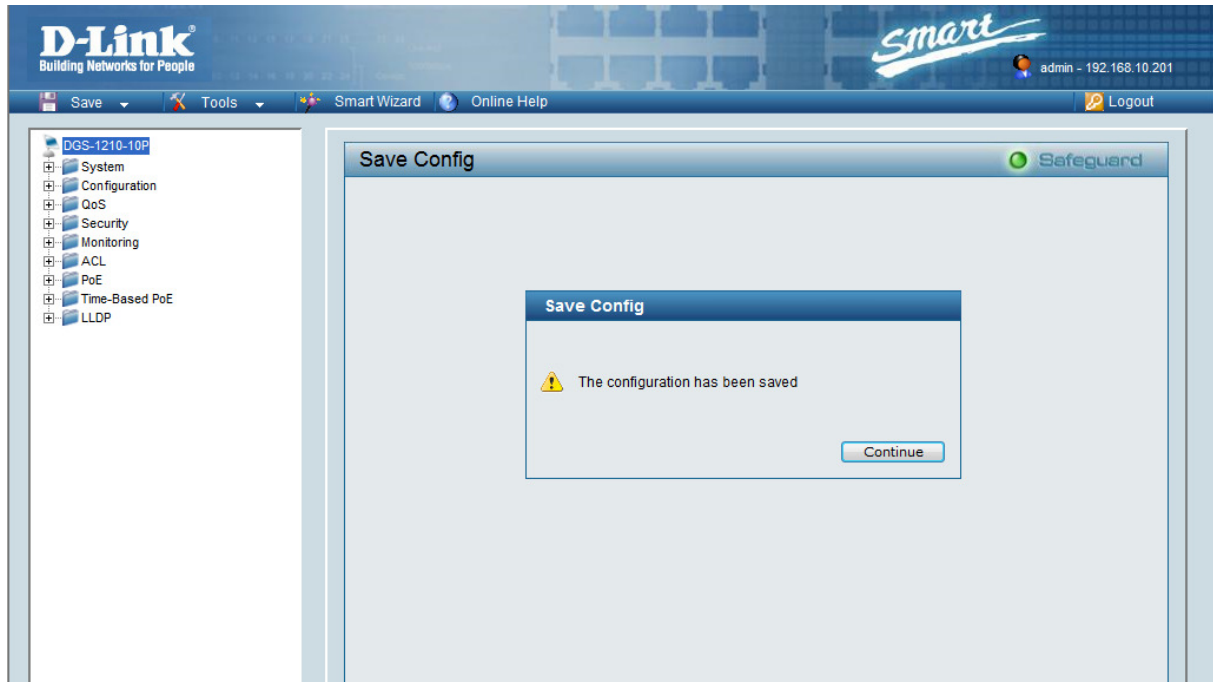 D-Link®
Building Networks for People
smart
admin - 192.168.10.201
Save Tools Smart Wizard Online Help Logout
DGS-1210-10P
System
Configuration
QoS
Security
Monitoring
ACL
PoE
Time-Based PoE
LLDP
Save Config Safeguard
Save Config
The configuration has been saved
Continue